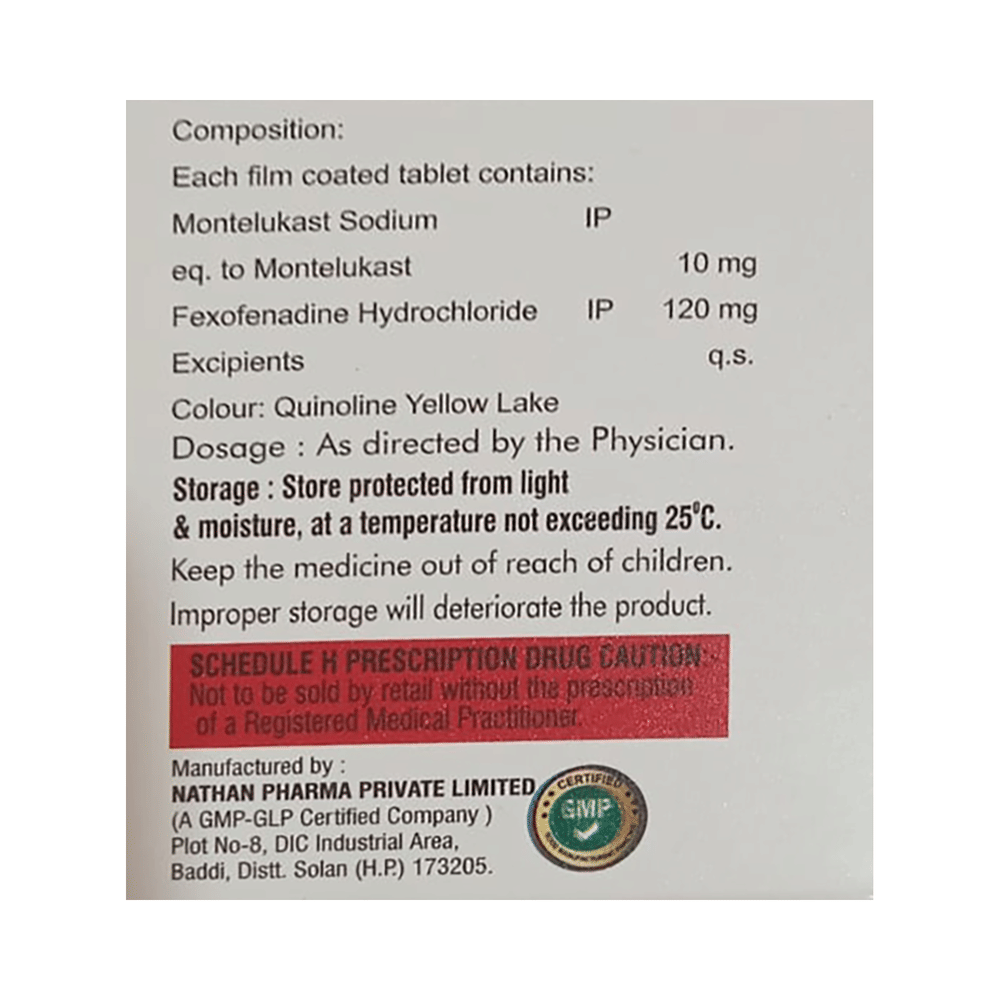 Composition:
Each film coated tablet contains:
Montelukast Sodium IP
eq. to Montelukast 10 mg
Fexofenadine Hydrochloride IP 120 mg
Excipients q.s.
Colour: Quinoline Yellow Lake
Dosage : As directed by the Physician.
Storage : Store protected from light
& moisture, at a temperature not exceeding 25°C.
Keep the medicine out of reach of children.
Improper storage will deteriorate the product.
SCHEDULE H PRESCRIPTION DRUG CAUTION:
Not to be sold by retail without the prescription
of a Registered Medical Practitioner.
Manufactured by :
NATHAN PHARMA PRIVATE LIMITED
(A GMP-GLP Certified Company )
Plot No-8, DIC Industrial Area,
Baddi, Distt. Solan (H.P.) 173205.
CERTIFIED
GMP